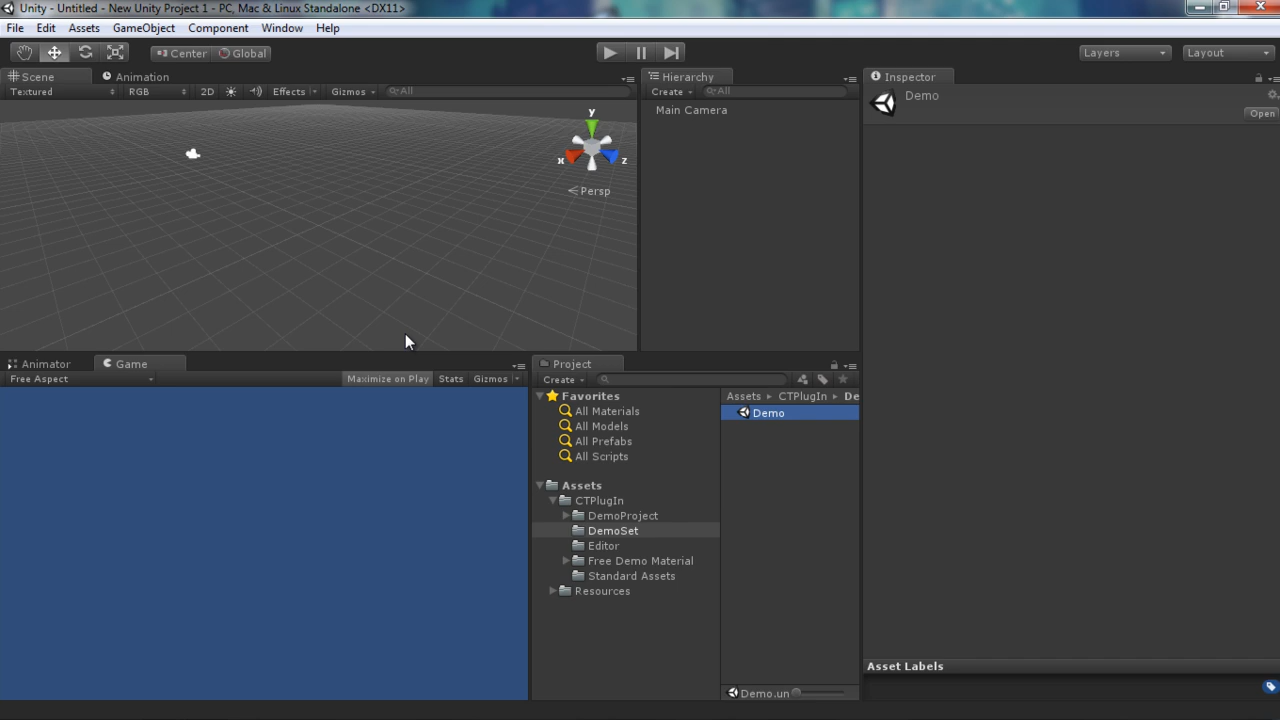 Unity - Untitled - New Unity Project 1 - PC, Mac & Linux Standalone <DX11>
File Edit Assets GameObject Component Window Help
Center Global Layers Layout
Scene Animation
Textured RGB 2D Effects Gizmos All
y
x z
Persp
Hierarchy
Create All
Main Camera
Inspector
Demo
Open
Animator Game
Free Aspect Maximize on Play Stats Gizmos
Project
Create
Favorites
All Materials
All Models
All Prefabs
All Scripts
Assets
CTPlugIn
DemoProject
DemoSet
Editor
Free Demo Material
Standard Assets
Resources
Assets CTPlugIn De
Demo
Demo.un
Asset Labels